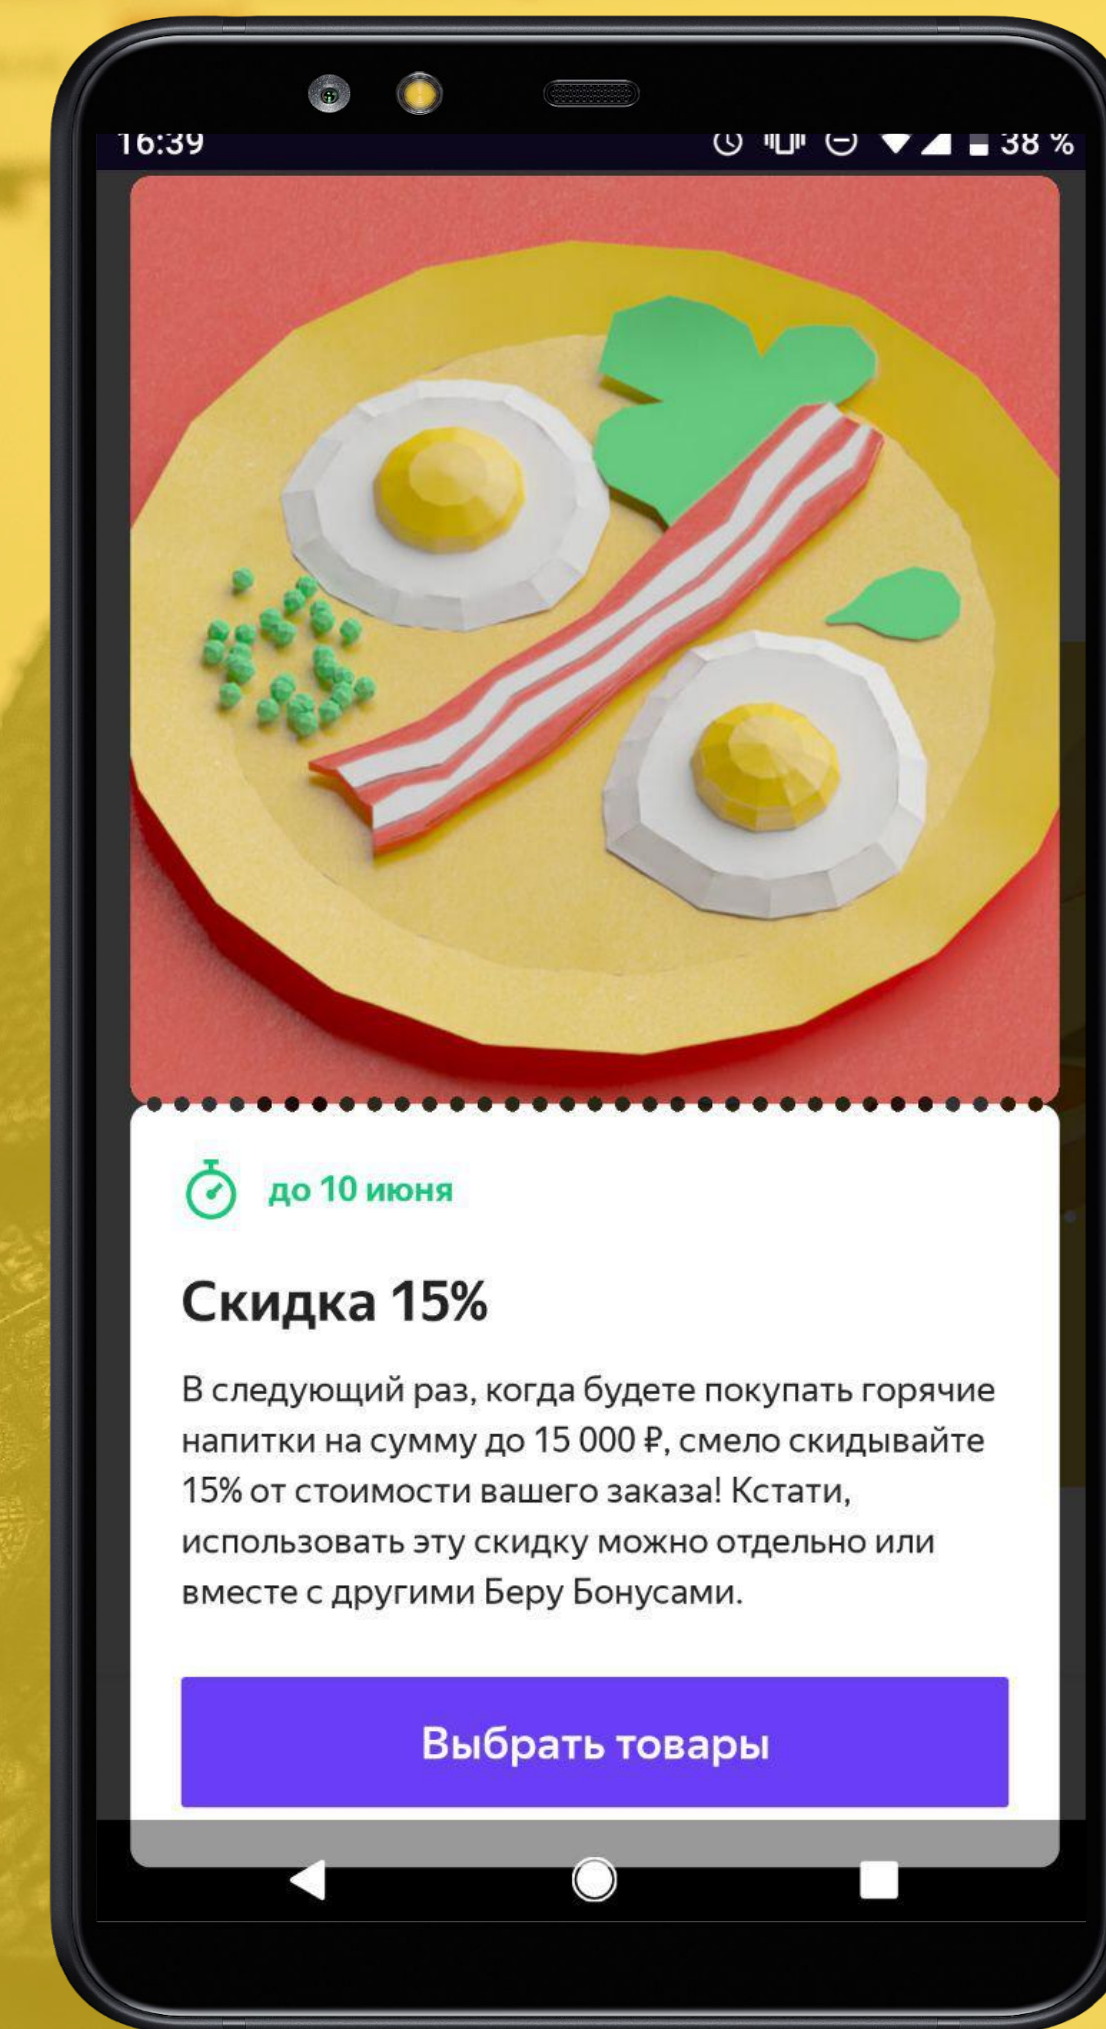 16:39 38 %
до 10 июня
Скидка 15%
В следующий раз, когда будете покупать горячие
напитки на сумму до 15 000 ₽, смело скидывайте
15% от стоимости вашего заказа! Кстати,
использовать эту скидку можно отдельно или
вместе с другими Беру Бонусами.
Выбрать товары